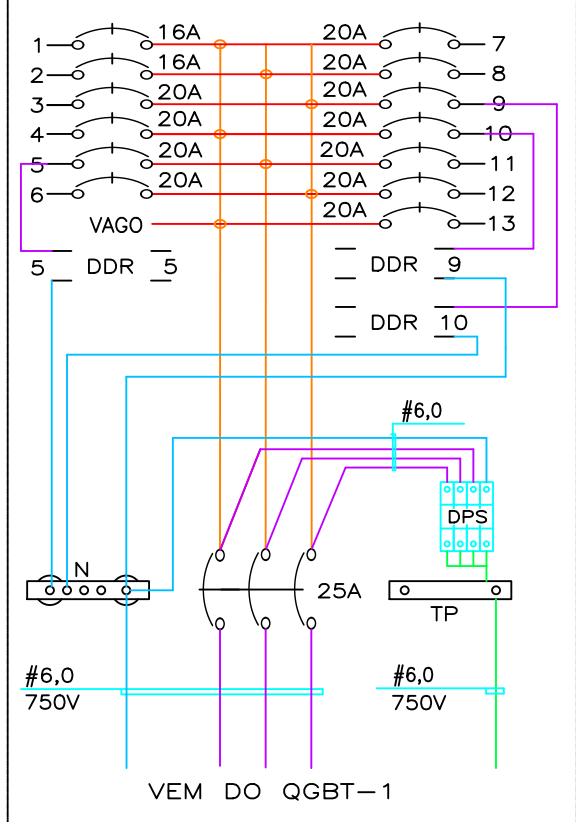 1 16A 20A 7
2 16A 20A 8
3 20A 20A 9
4 20A 20A 10
5 20A 20A 11
6 20A 20A 12
VAGO 20A 13
5 DDR 5 DDR 9
DDR 10
#6,0
DPS
N
25A
TP
#6,0 #6,0
750V 750V
VEM DO QGBT-1